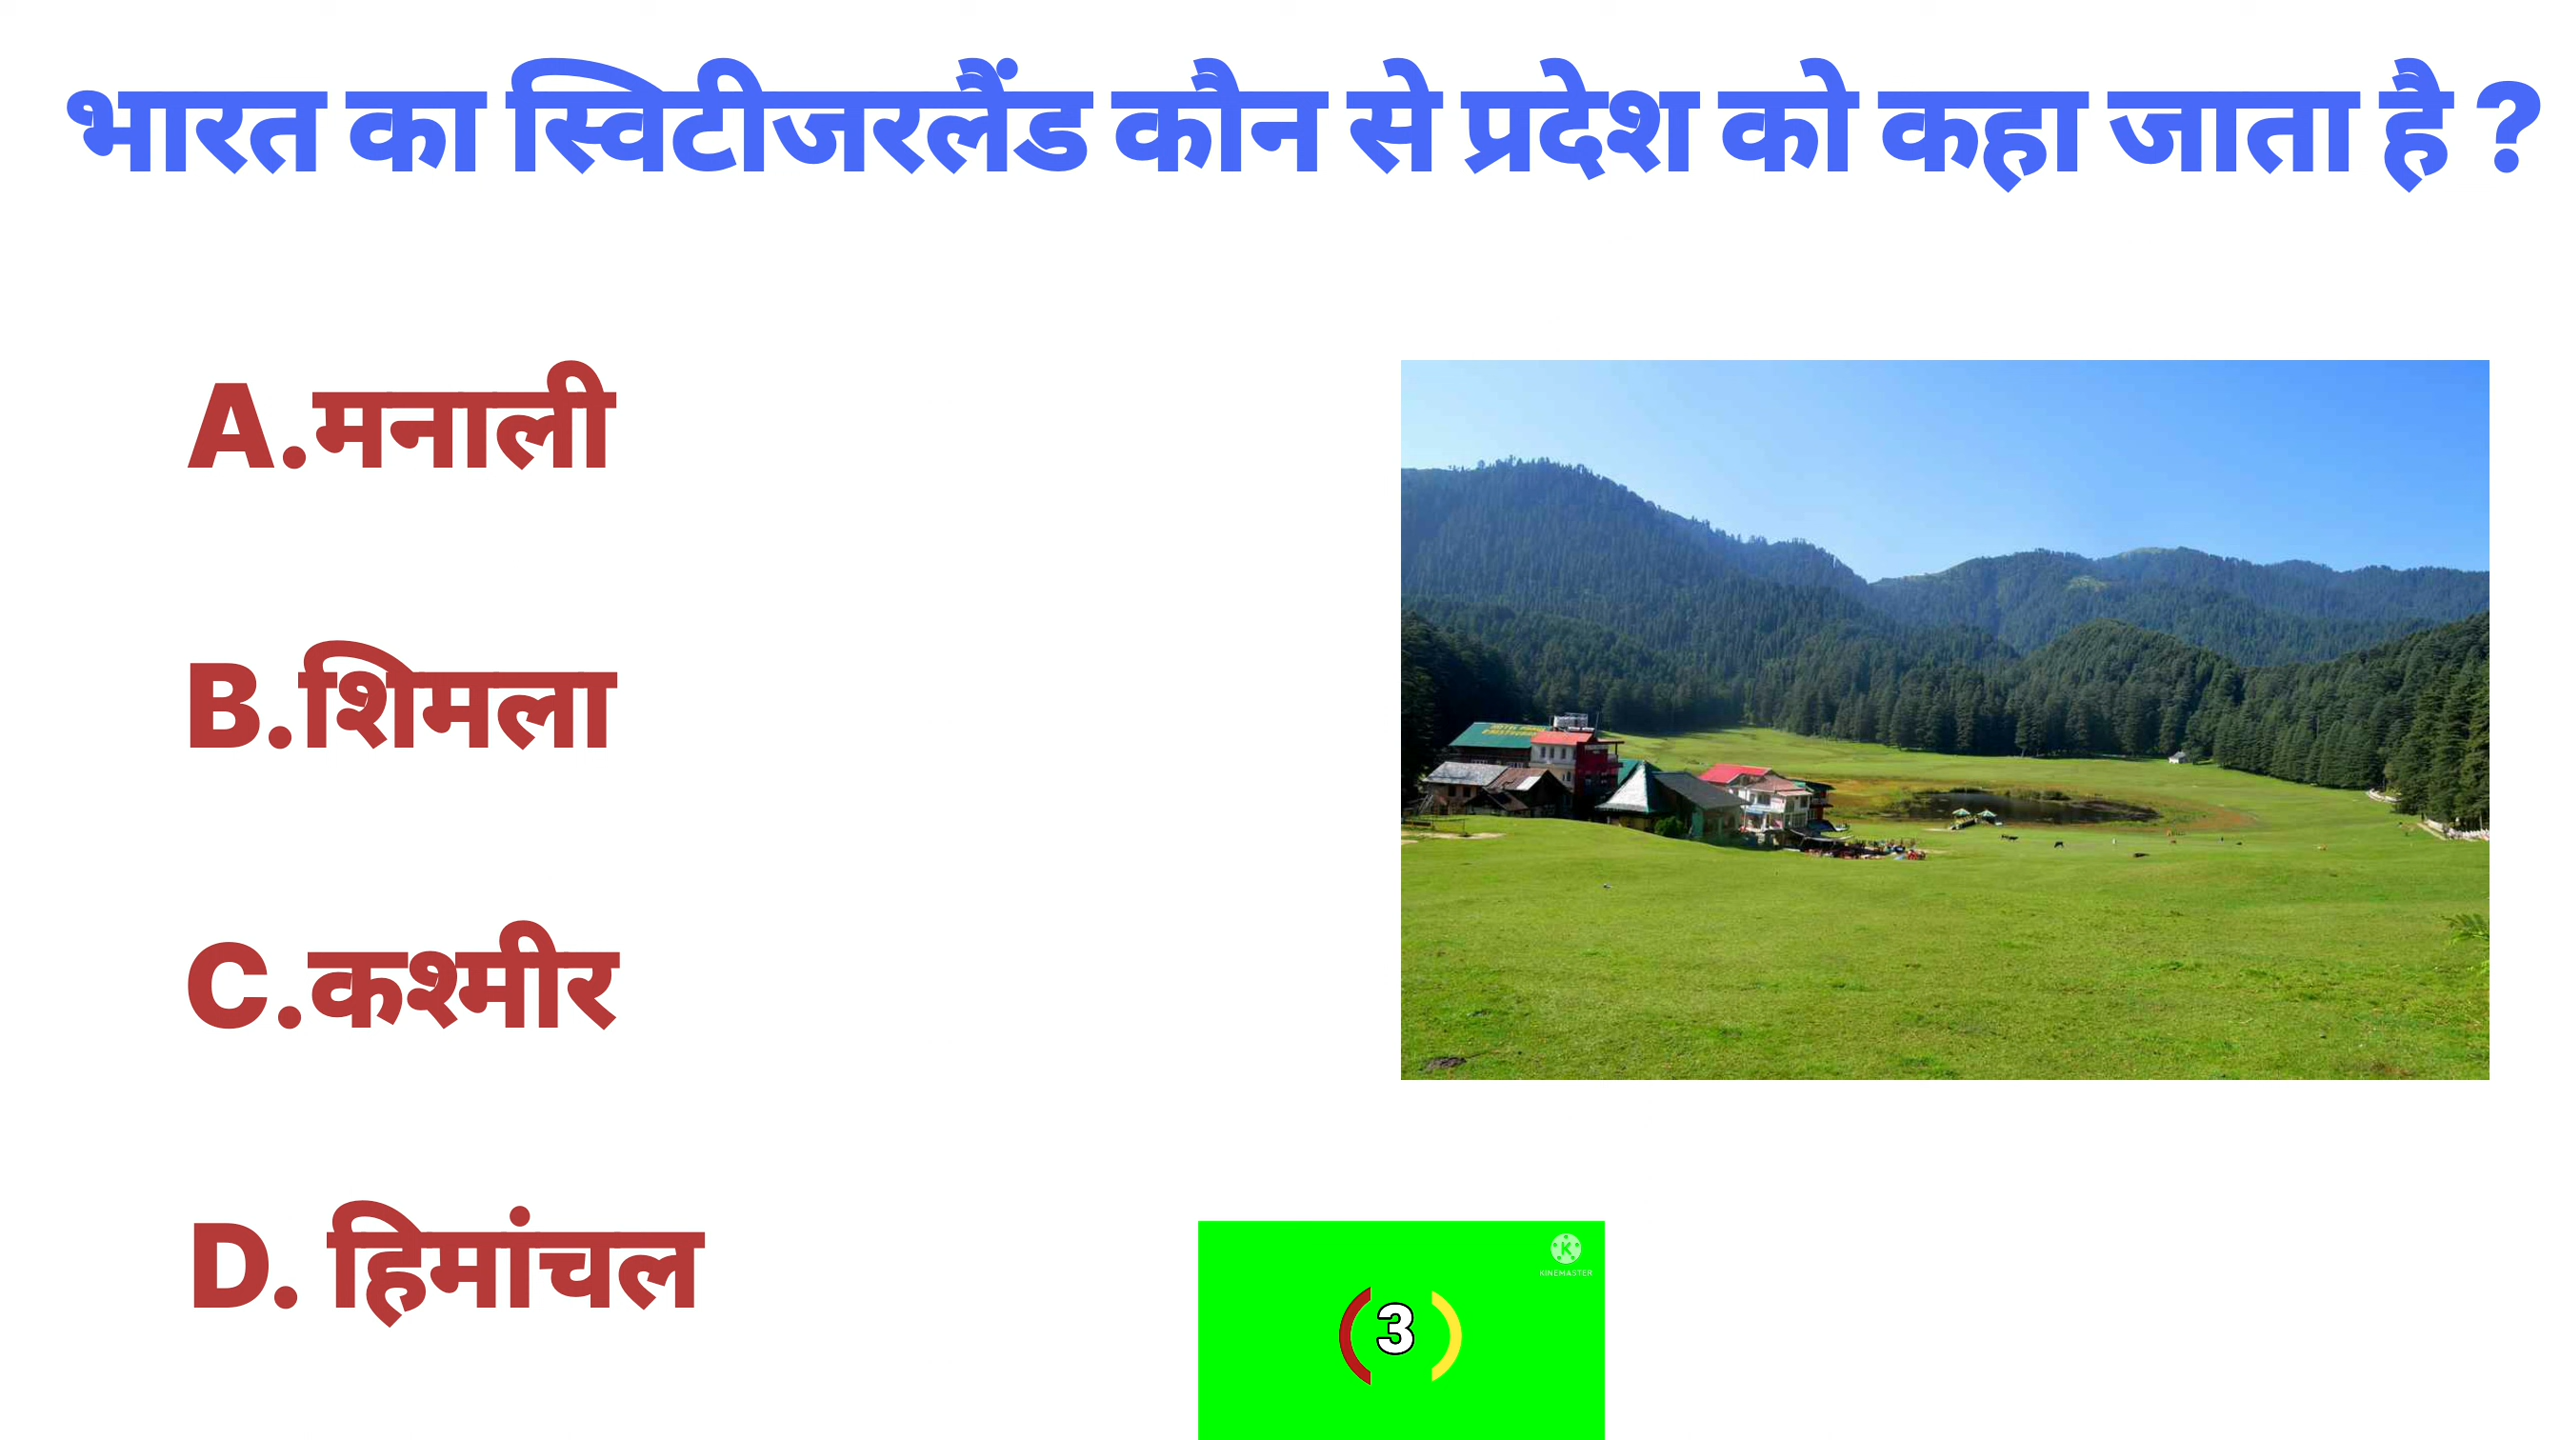 भारत का स्विटीजरलैंड कौन से प्रदेश को कहा जाता है ?
A.मनाली
B.शिमला
C.कश्मीर
D. हिमांचल
KINEMASTER
3